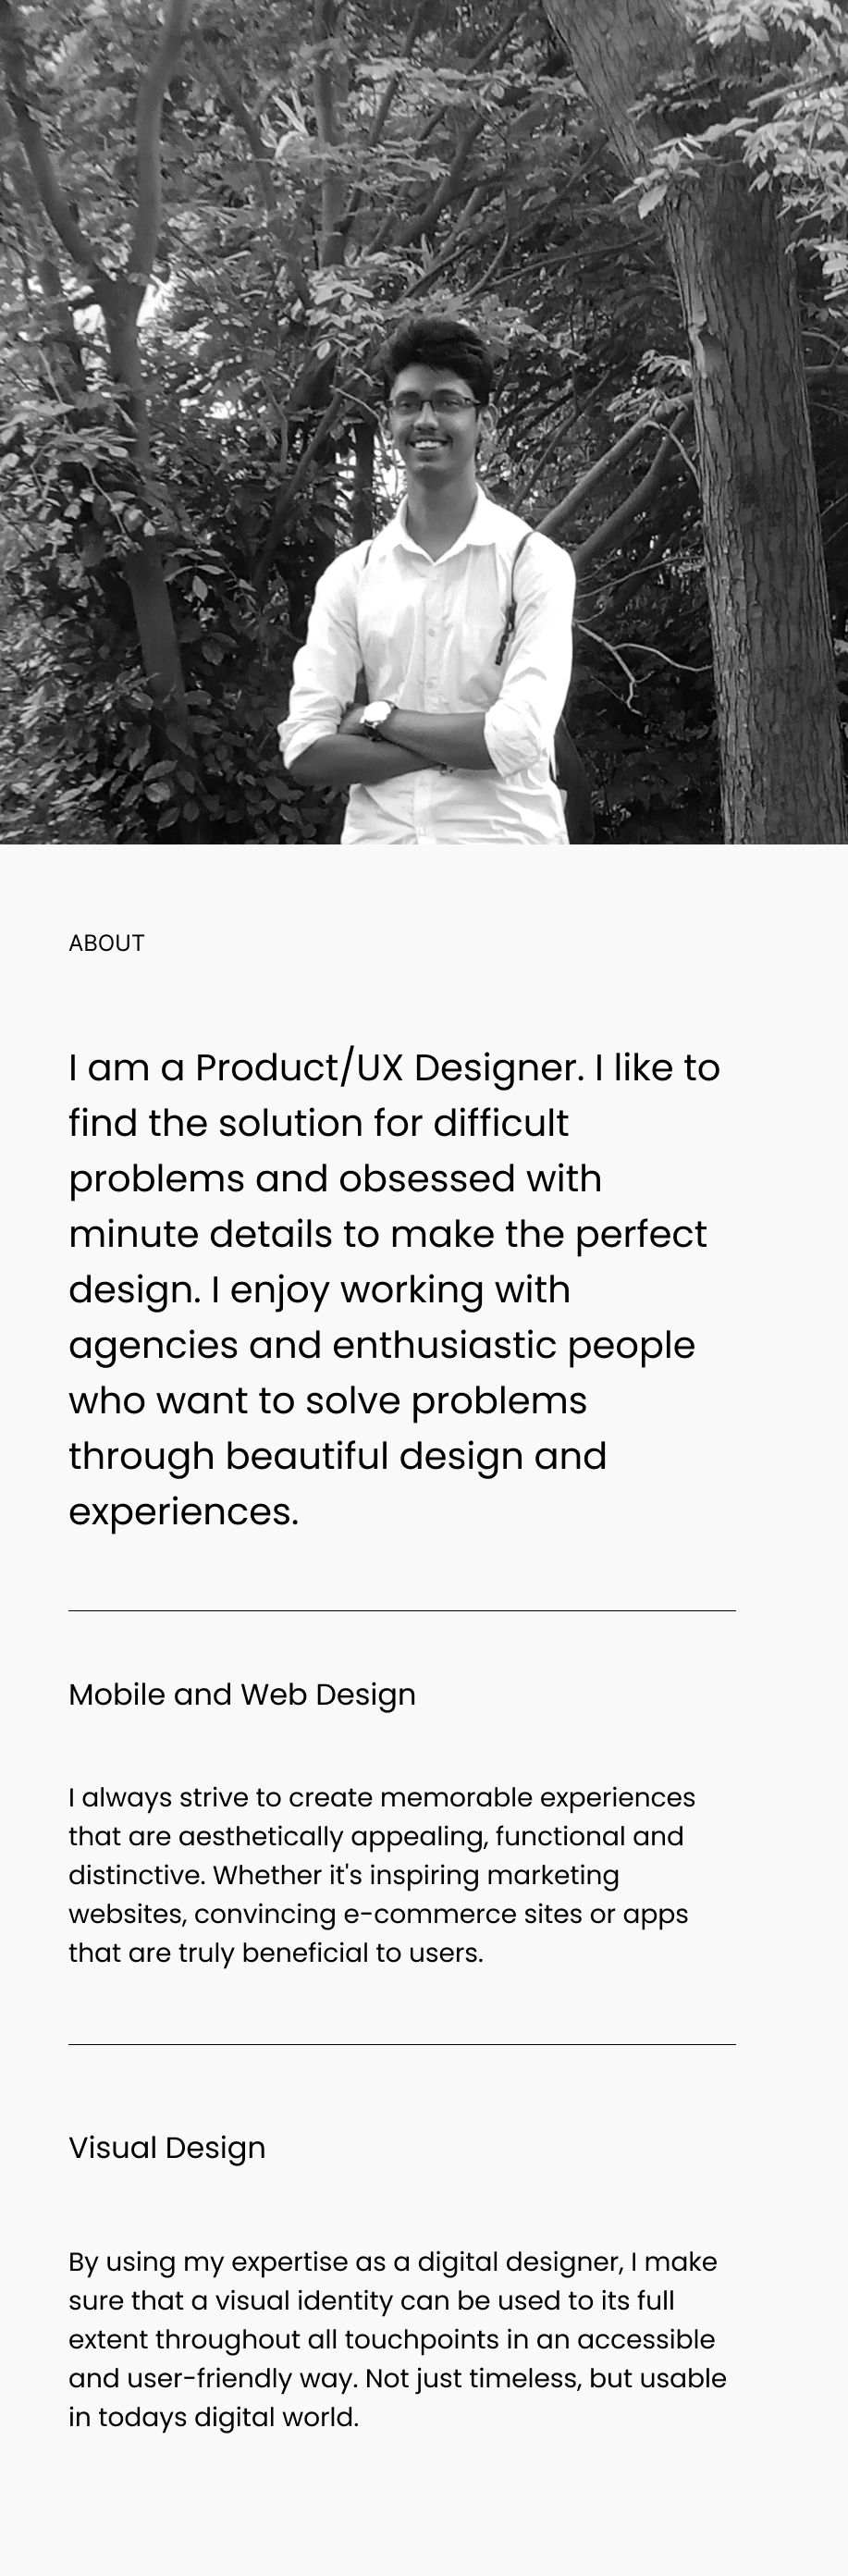 ABOUT
I am a Product/UX Designer. I like to
find the solution for difficult
problems and obsessed with
minute details to make the perfect
design. I enjoy working with
agencies and enthusiastic people
who want to solve problems
through beautiful design and
experiences.
Mobile and Web Design
I always strive to create memorable experiences
that are aesthetically appealing, functional and
distinctive. Whether it's inspiring marketing
websites, convincing e-commerce sites or apps
that are truly beneficial to users.
Visual Design
By using my expertise as a digital designer, I make
sure that a visual identity can be used to its full
extent throughout all touchpoints in an accessible
and user-friendly way. Not just timeless, but usable
in todays digital world.